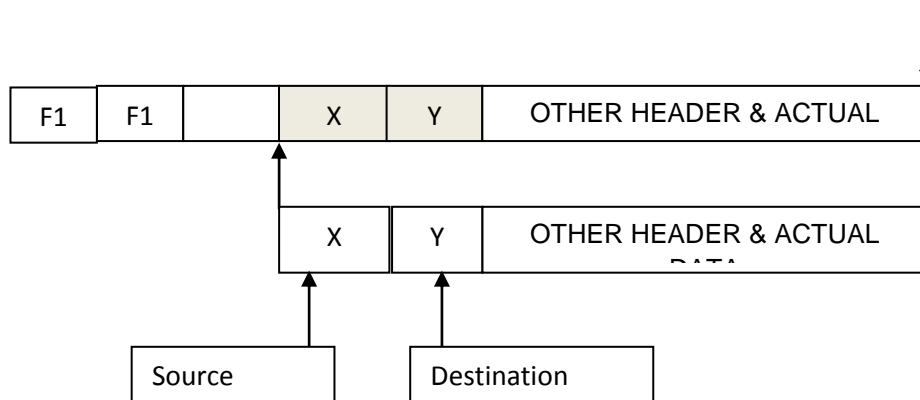 F1 F1 X Y OTHER HEADER & ACTUAL
X Y OTHER HEADER & ACTUAL
Source Destination